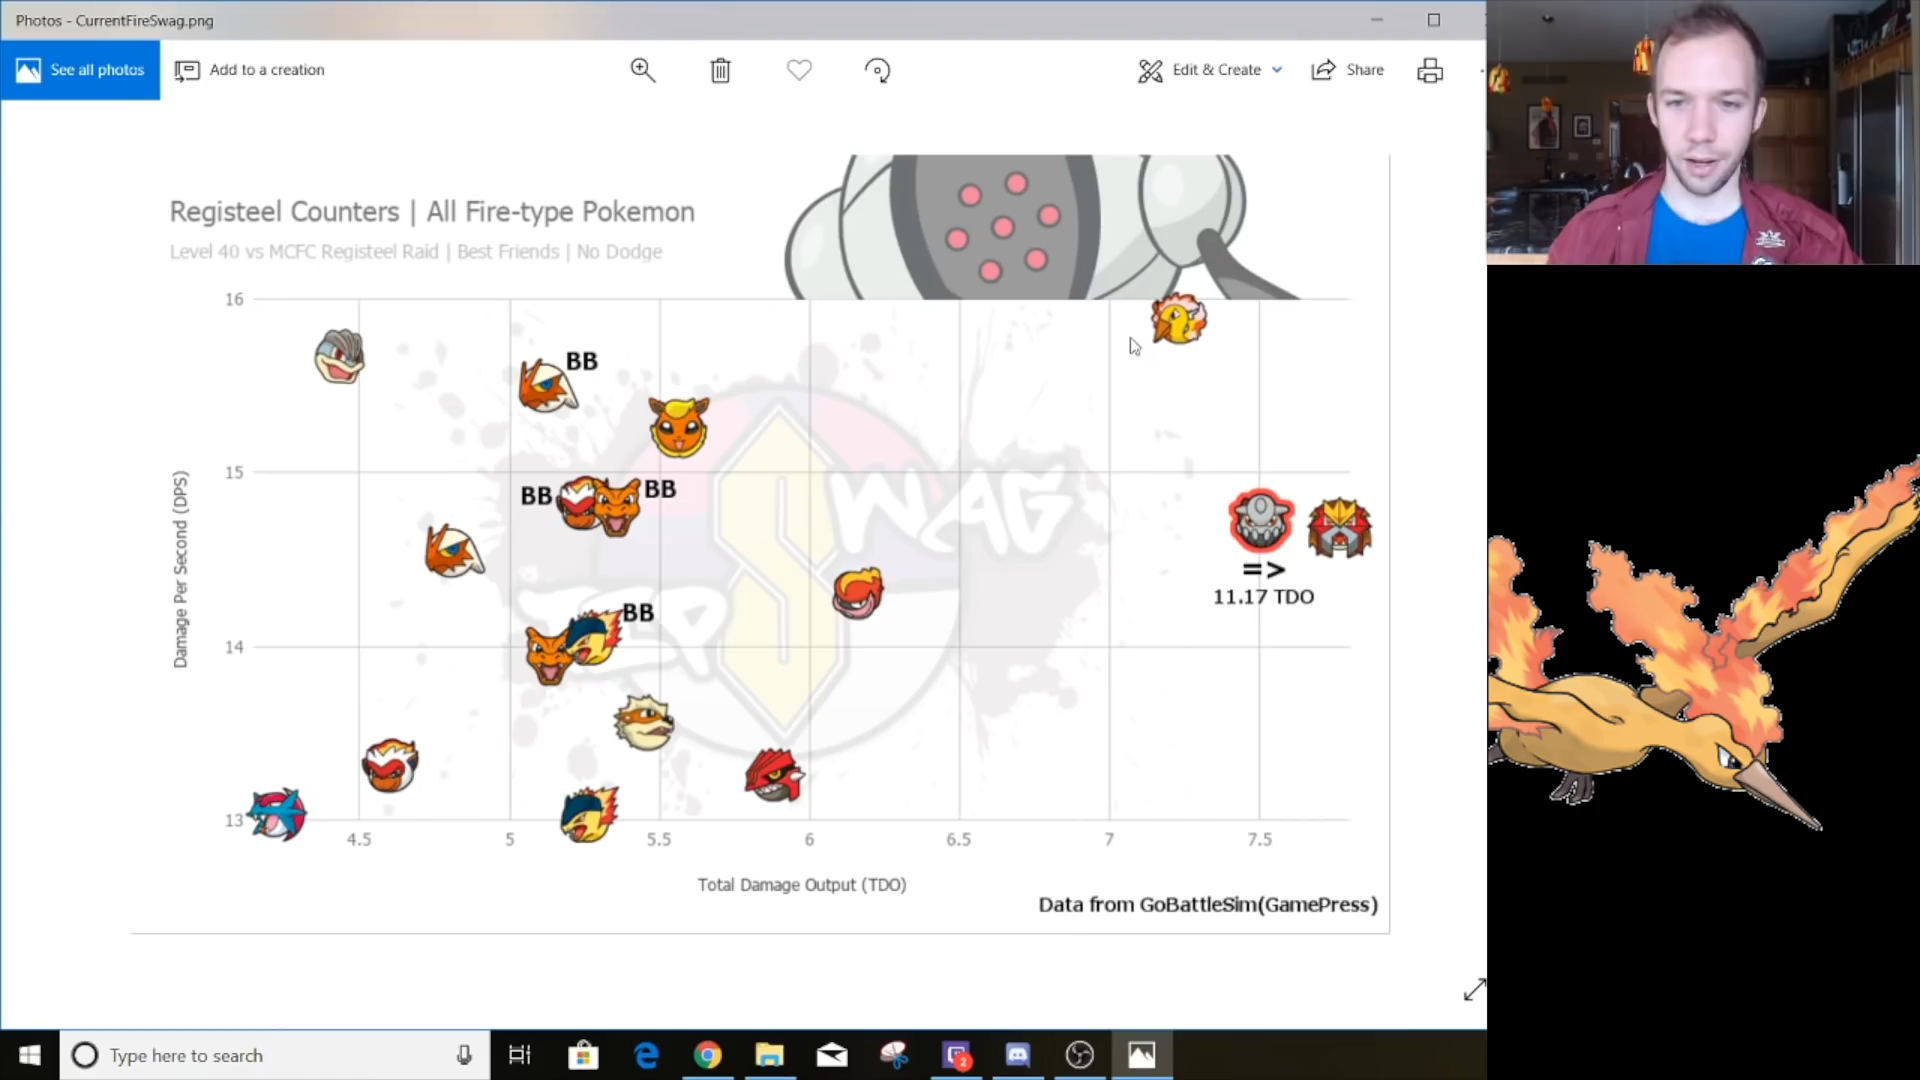 Photos - CurrentFireSwag.png
See all photos
Add to a creation
Edit & Create
Share
Registeel Counters | All Fire-type Pokemon
Level 40 vs MCFC Registeel Raid | Best Friends | No Dodge
16
BB
15
BB
BB
SWAG
TIPS
=>
11.17 TDO
BB
14
13
Damage Per Second (DPS)
4.5
5
5.5
6
6.5
7
7.5
Total Damage Output (TDO)
Data from GoBattleSim(GamePress)
Type here to search
2